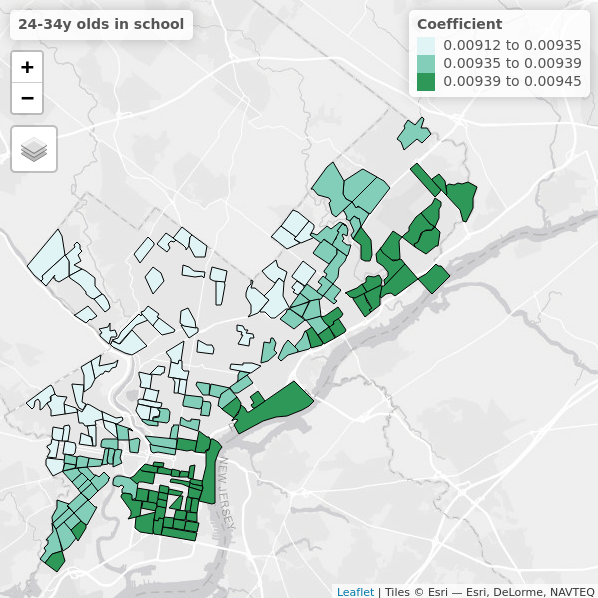 24-34y olds in school
Coefficient
0.00912 to 0.00935
0.00935 to 0.00939
0.00939 to 0.00945
+
−
NEW JERSEY
Leaflet | Tiles © Esri — Esri, DeLorme, NAVTEQ